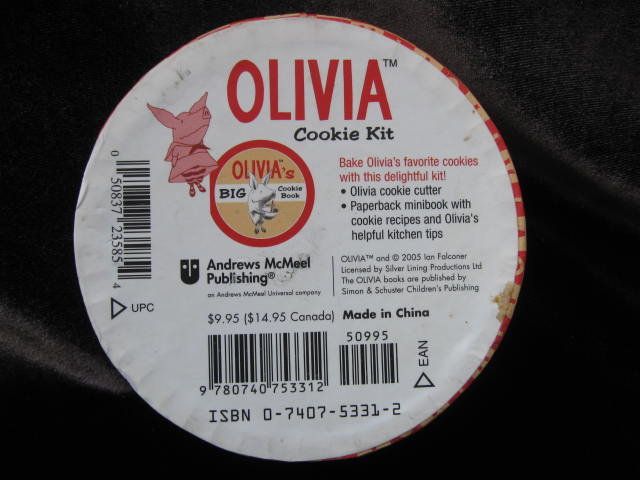 OLIVIA™
Cookie Kit
OLIVIA's™
BIG Cookie Book
Bake Olivia's favorite cookies
with this delightful kit!
• Olivia cookie cutter
• Paperback minibook with
cookie recipes and Olivia's
helpful kitchen tips
0 50837 23585 4
UPC
Andrews McMeel
Publishing®
an Andrews McMeel Universal company
OLIVIA™ and © 2005 Ian Falconer
Licensed by Silver Lining Productions Ltd
The OLIVIA books are published by
Simon & Schuster Children's Publishing
$9.95 ($14.95 Canada) Made in China
50995
EAN
9 780740 753312
ISBN 0-7407-5331-2